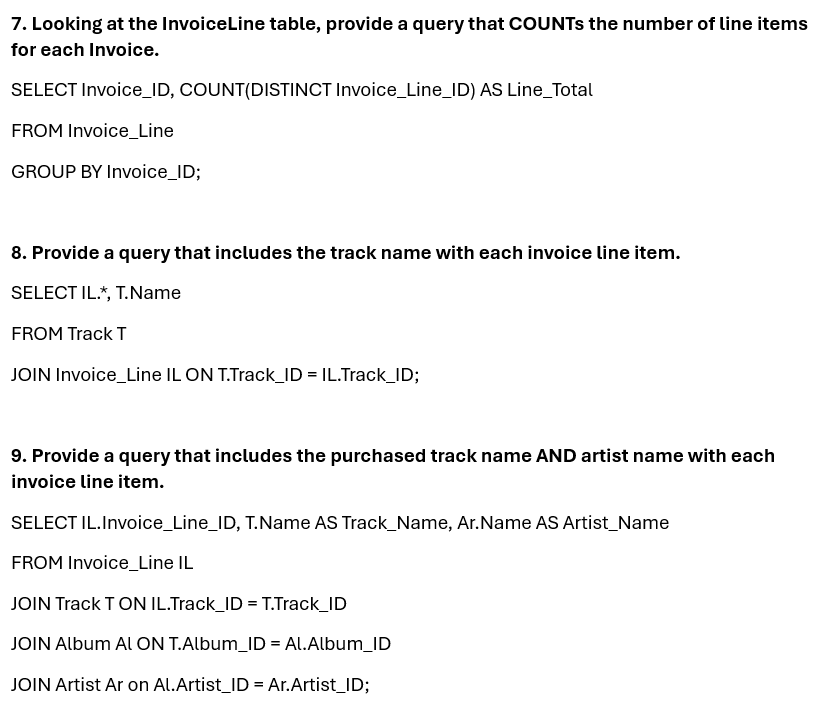 7. Looking at the InvoiceLine table, provide a query that COUNTs the number of line items
for each Invoice.
SELECT Invoice_ID, COUNT(DISTINCT Invoice_Line_ID) AS Line_Total
FROM Invoice_Line
GROUP BY Invoice_ID;
8. Provide a query that includes the track name with each invoice line item.
SELECT IL.*, T.Name
FROM Track T
JOIN Invoice_Line IL ON T.Track_ID = IL.Track_ID;
9. Provide a query that includes the purchased track name AND artist name with each
invoice line item.
SELECT IL.Invoice_Line_ID, T.Name AS Track_Name, Ar.Name AS Artist_Name
FROM Invoice_Line IL
JOIN Track T ON IL.Track_ID = T.Track_ID
JOIN Album Al ON T.Album_ID = Al.Album_ID
JOIN Artist Ar on Al.Artist_ID = Ar.Artist_ID;